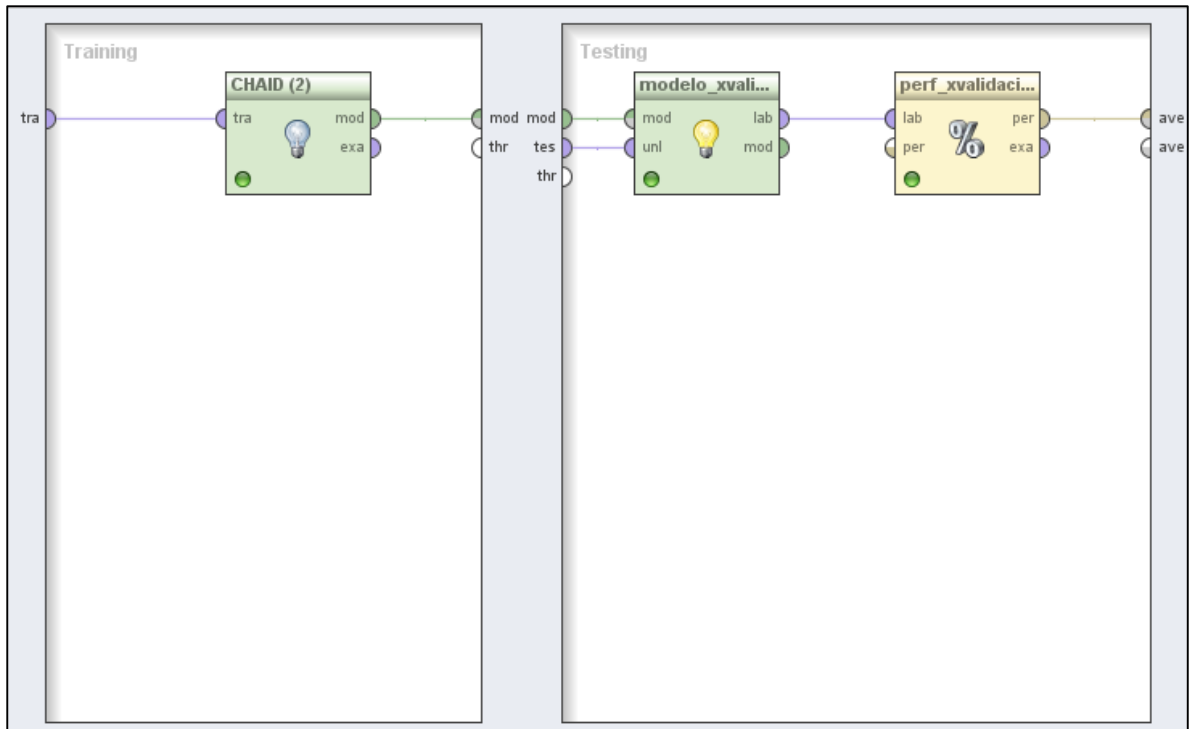 Training
Testing
CHAID (2)
modelo_xvali...
perf_xvalidaci...
tra
tra mod
mod mod
mod lab
lab per
ave
exa
thr tes
unl mod
per exa
ave
thr
%